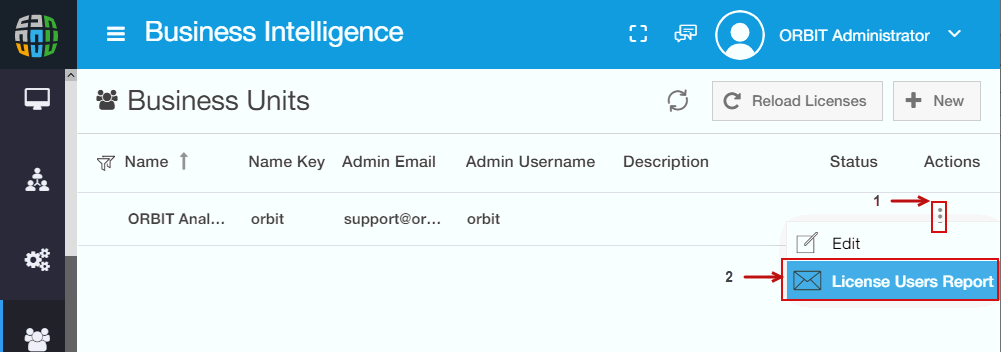 Business Intelligence
ORBIT Administrator
Business Units
Reload Licenses
New
Name Name Key Admin Email Admin Username Description Status Actions
1
ORBIT Anal... orbit support@or... orbit
Edit
2
License Users Report